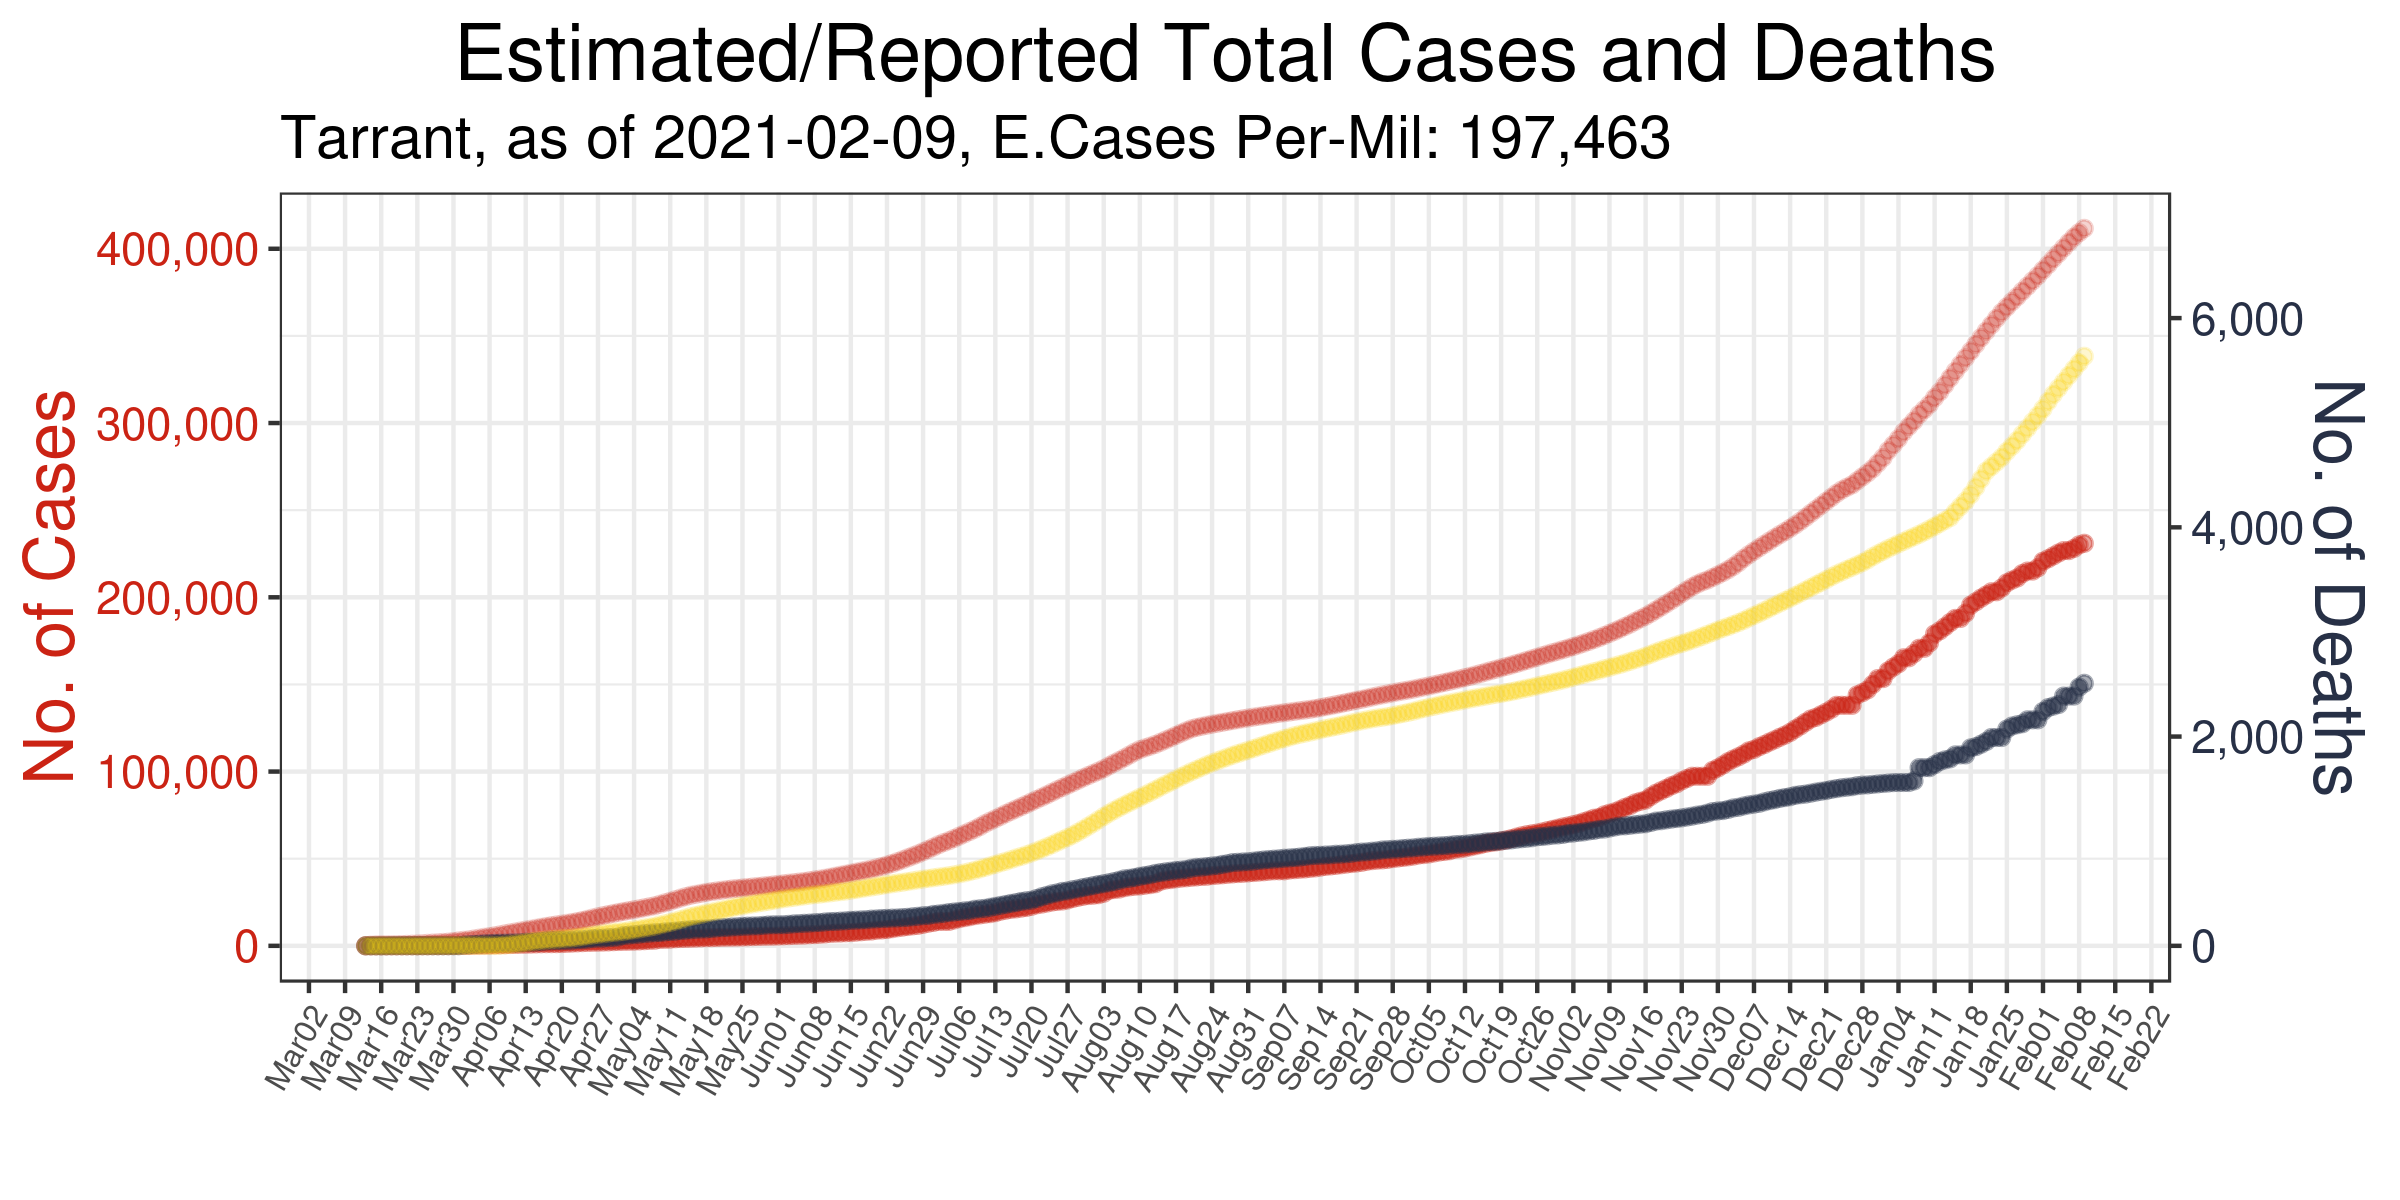 Estimated/Reported Total Cases and Deaths
Tarrant, as of 2021-02-09, E.Cases Per-Mil: 197,463
No. of Cases
400,000
300,000
200,000
100,000
0
6,000
4,000
2,000
0
No. of Deaths
Mar02
Mar09
Mar16
Mar23
Mar30
Apr06
Apr13
Apr20
Apr27
May04
May11
May18
May25
Jun01
Jun08
Jun15
Jun22
Jun29
Jul06
Jul13
Jul20
Jul27
Aug03
Aug10
Aug17
Aug24
Aug31
Sep07
Sep14
Sep21
Sep28
Oct05
Oct12
Oct19
Oct26
Nov02
Nov09
Nov16
Nov23
Nov30
Dec07
Dec14
Dec21
Dec28
Jan04
Jan11
Jan18
Jan25
Feb01
Feb08
Feb15
Feb22